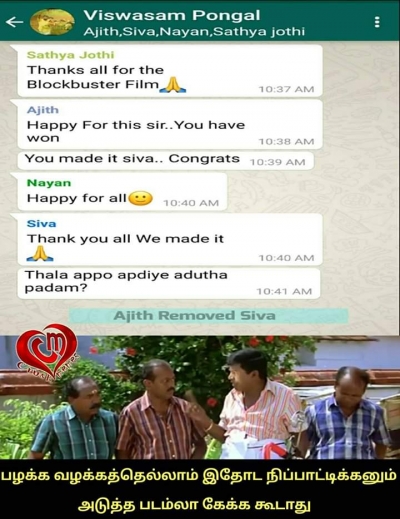 Viswasam Pongal
Ajith,Siva,Nayan,Sathya jothi
Sathya Jothi
Thanks all for the
Blockbuster Film🙏
10:37 AM
Ajith
Happy For this sir..You have
won
10:38 AM
You made it siva.. Congrats
10:39 AM
Nayan
Happy for all🙂
10:40 AM
Siva
Thank you all We made it
🙏
10:40 AM
Thala appo apdiye adutha
padam?
10:41 AM
Ajith Removed Siva
CM
பழக்க வழக்கத்தெல்லாம் இதோட நிப்பாட்டிக்கனும்
அடுத்த படம்லா கேக்க கூடாது